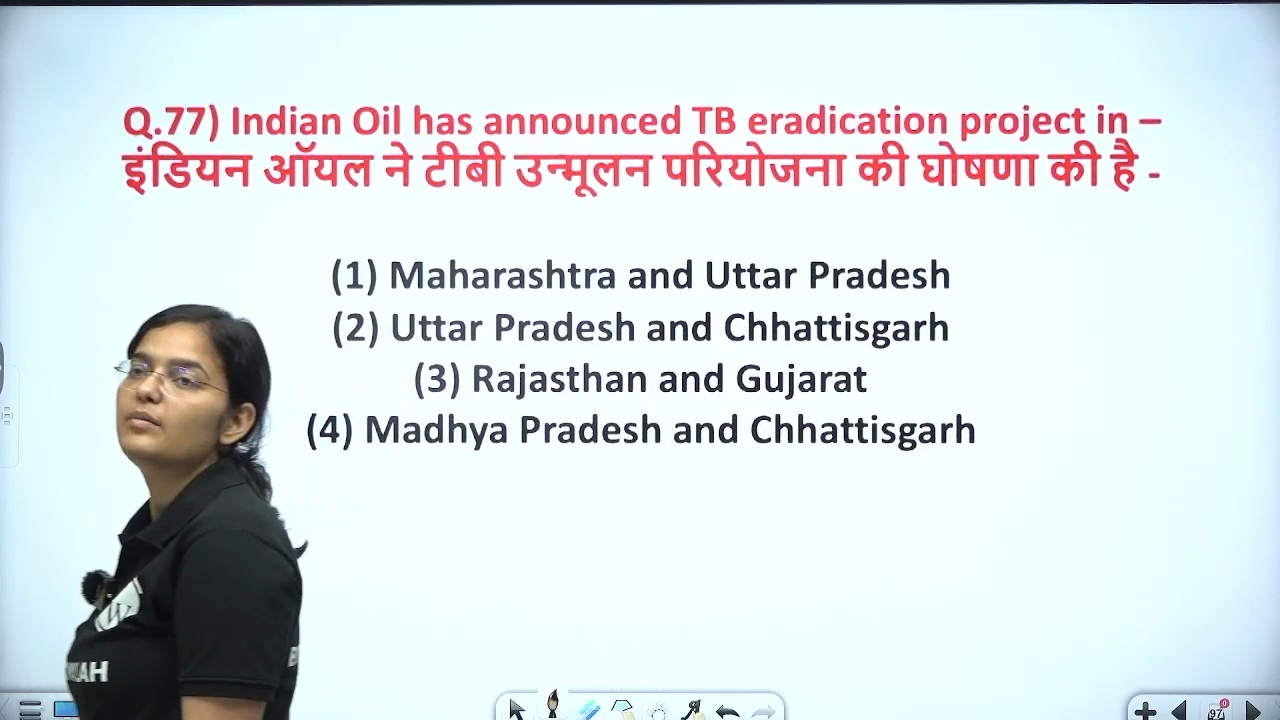 Q.77) Indian Oil has announced TB eradication project in –
इंडियन ऑयल ने टीबी उन्मूलन परियोजना की घोषणा की है -
(1) Maharashtra and Uttar Pradesh
(2) Uttar Pradesh and Chhattisgarh
(3) Rajasthan and Gujarat
(4) Madhya Pradesh and Chhattisgarh
W
97